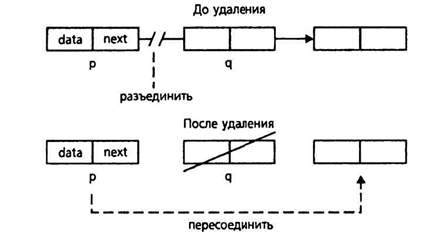 До удаления
data next
p q
разъединить
После удаления
data next
p q
пересоединить